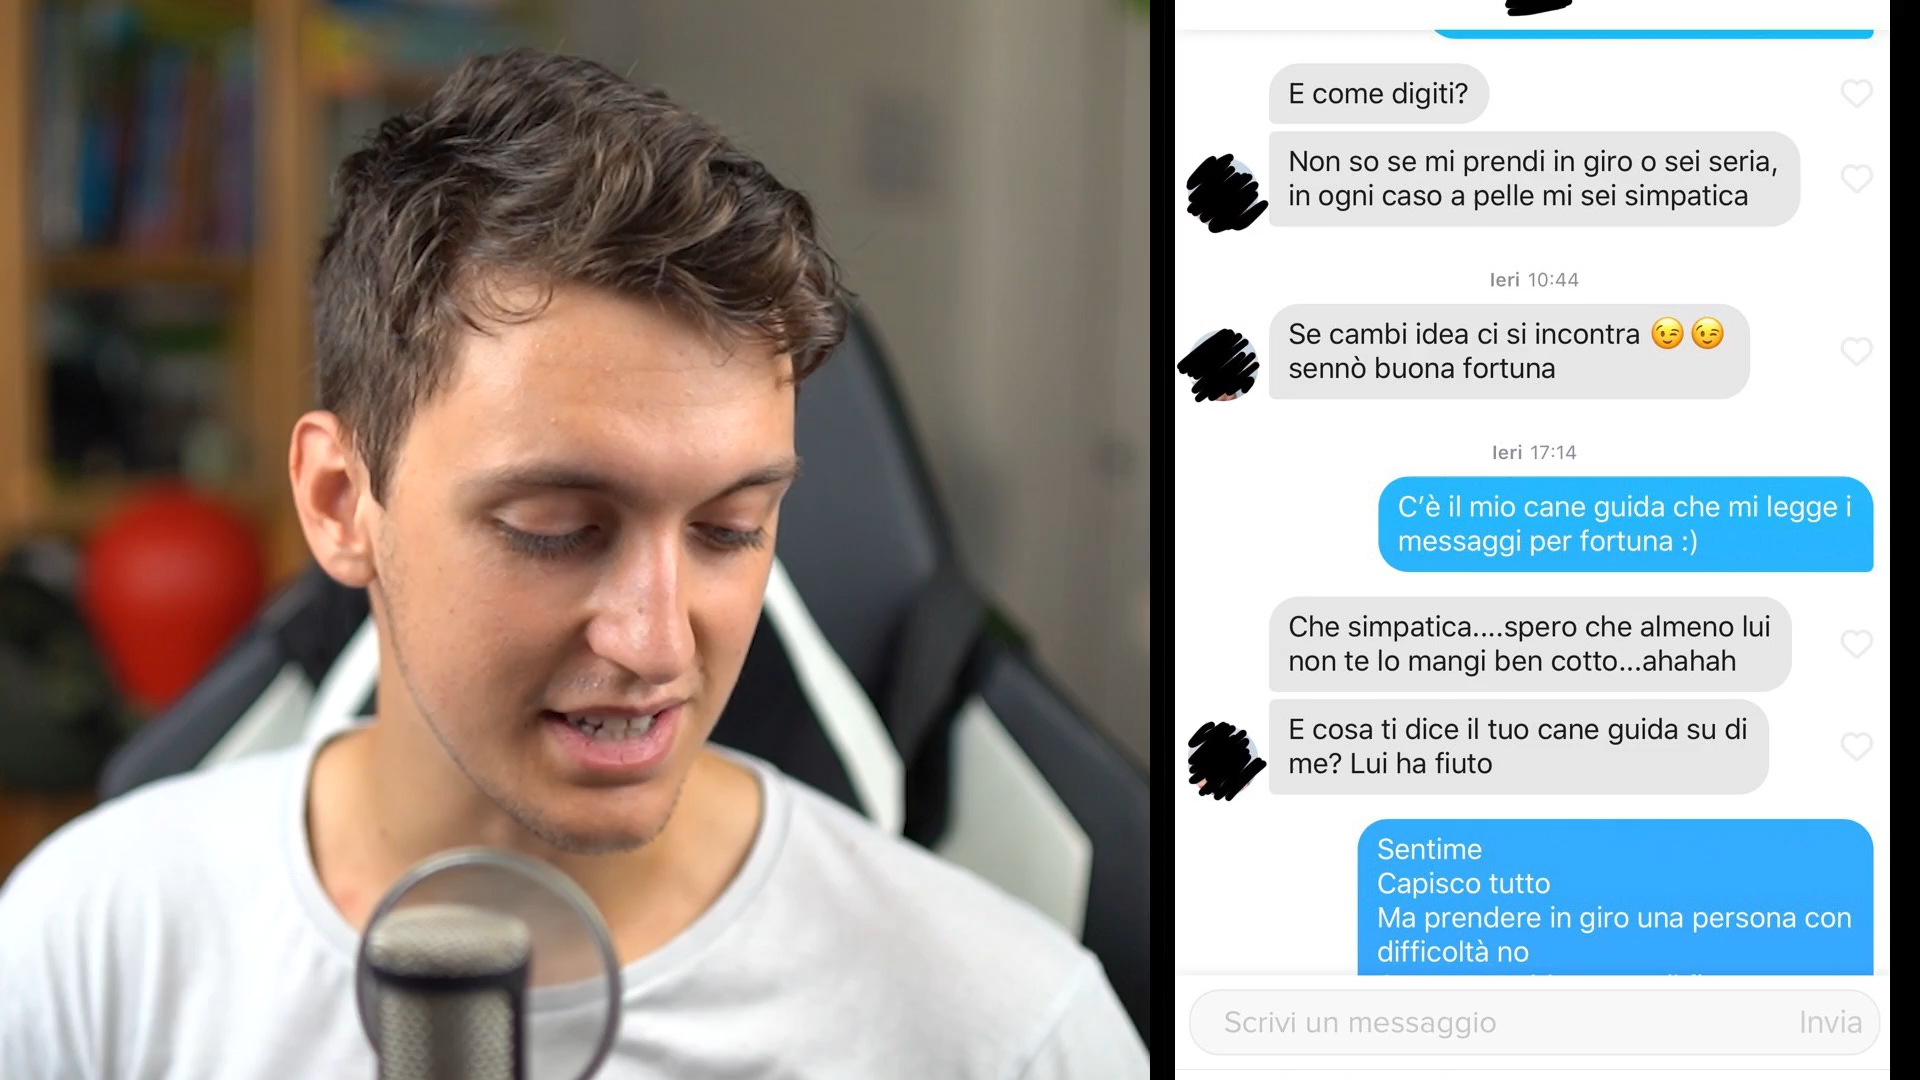 E come digiti?
Non so se mi prendi in giro o sei seria,
in ogni caso a pelle mi sei simpatica
Ieri 10:44
Se cambi idea ci si incontra 😉😉
sennò buona fortuna
Ieri 17:14
C’è il mio cane guida che mi legge i
messaggi per fortuna :)
Che simpatica....spero che almeno lui
non te lo mangi ben cotto...ahahah
E cosa ti dice il tuo cane guida su di
me? Lui ha fiuto
Sentime
Capisco tutto
Ma prendere in giro una persona con
difficoltà no
Scrivi un messaggio
Invia